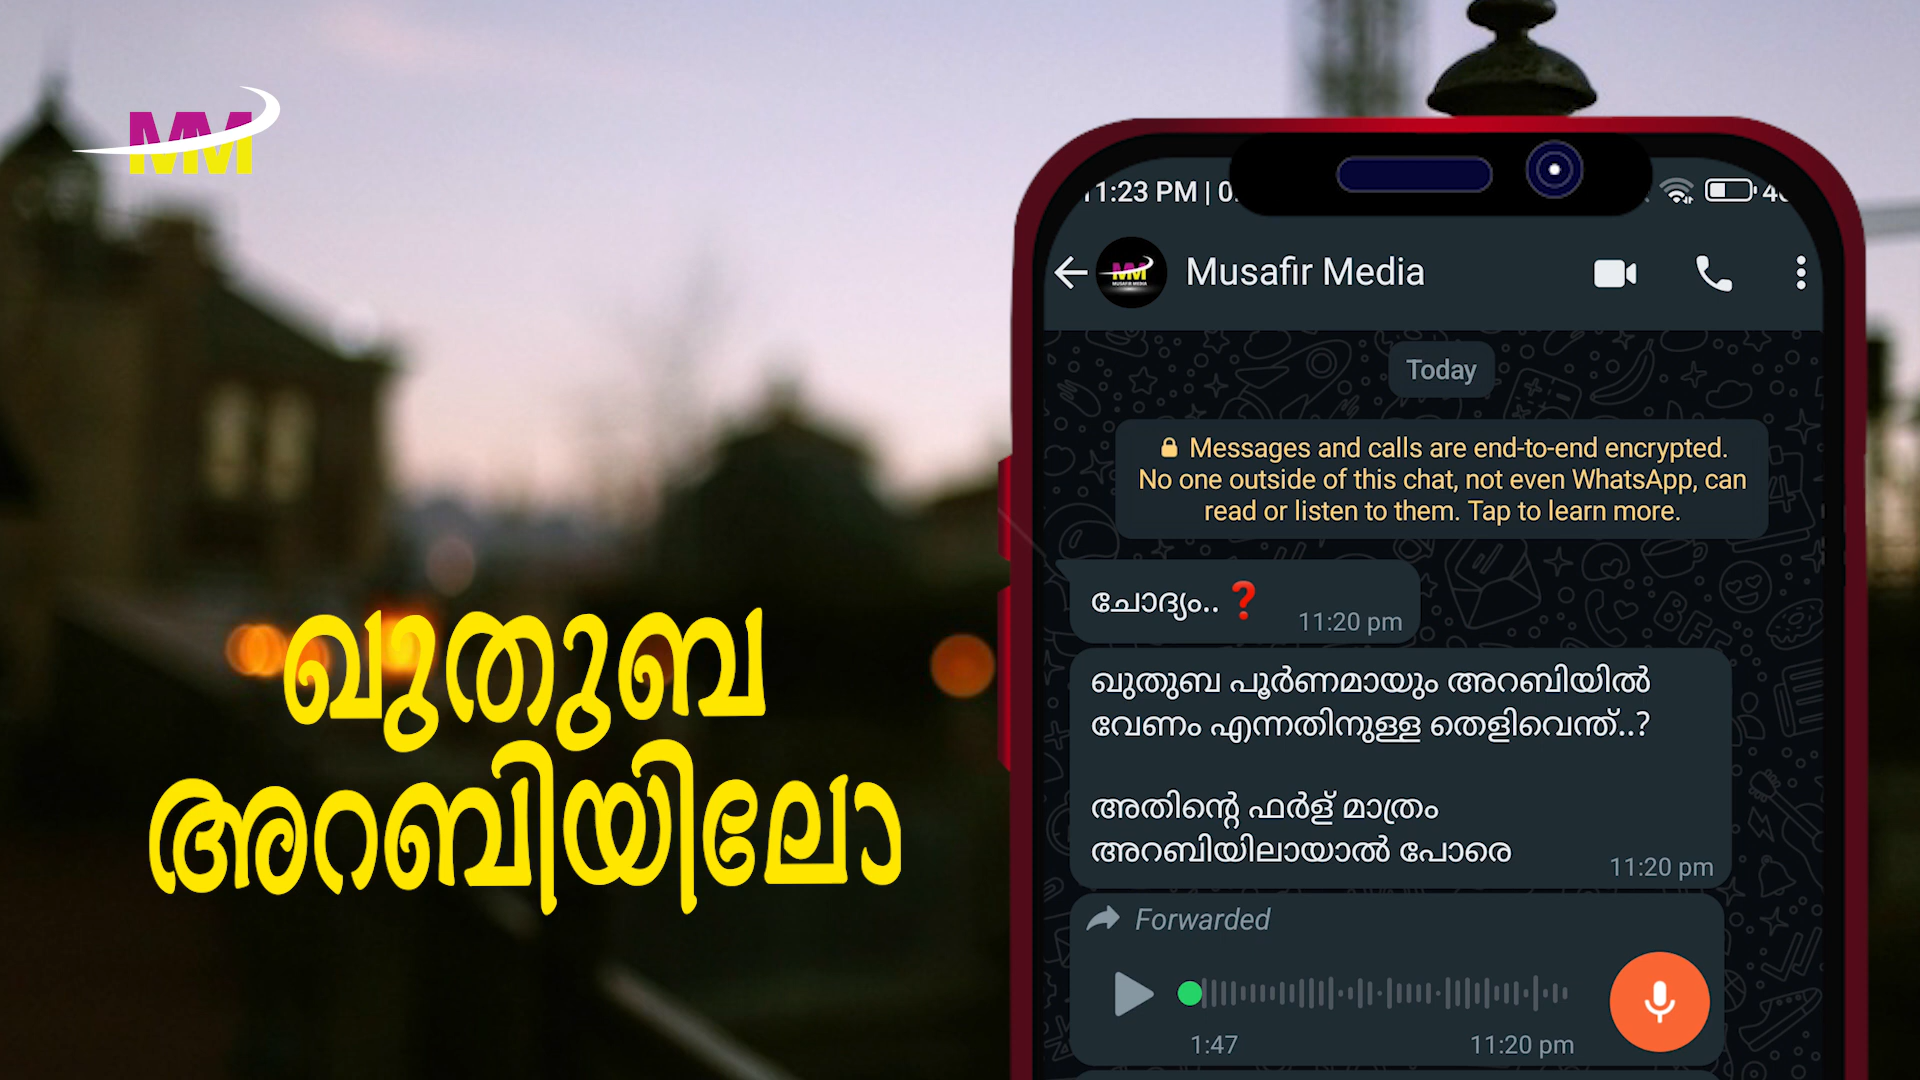 MM
ഖുതുബ
അറബിയിലോ
11:23 PM | 0.
Musafir Media
Today
Messages and calls are end-to-end encrypted.
No one outside of this chat, not even WhatsApp, can
read or listen to them. Tap to learn more.
ചോദ്യം.. ❓
11:20 pm
ഖുതുബ പൂർണമായും അറബിയിൽ
വേണം എന്നതിനുള്ള തെളിവെന്ത്..?
അതിന്റെ ഫർള് മാത്രം
അറബിയിലായാൽ പോരെ
11:20 pm
Forwarded
1:47
11:20 pm